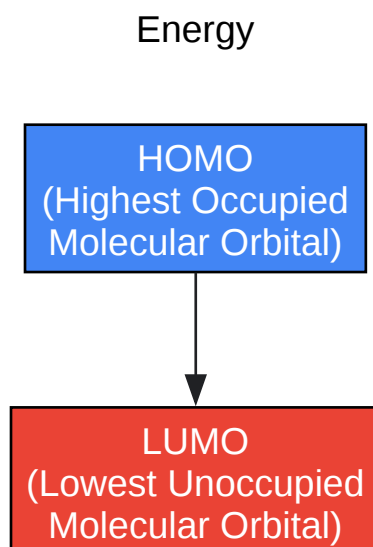 Energy
HOMO
(Highest Occupied
Molecular Orbital)
LUMO
(Lowest Unoccupied
Molecular Orbital)